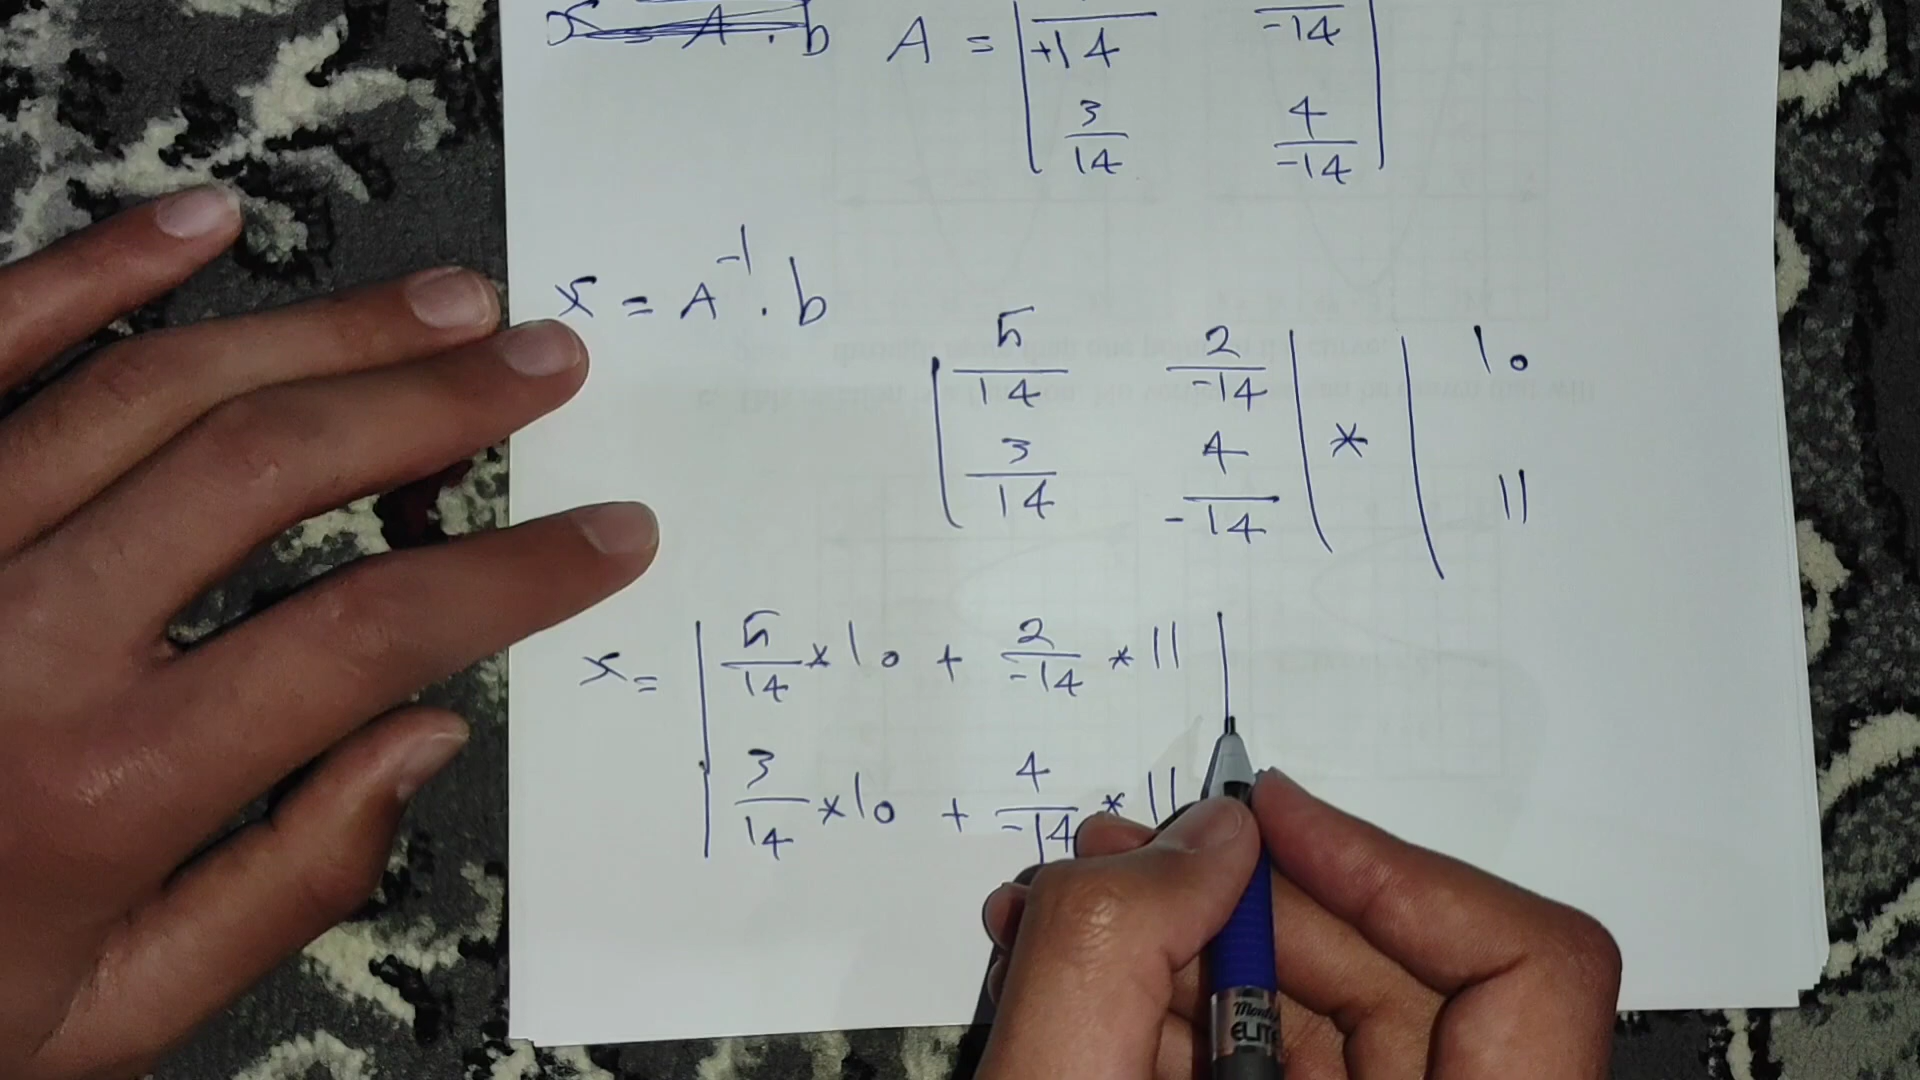 x = A . b A = | +14 -14 |
3/14 4/-14
x = A⁻¹ . b
| 5/14 2/-14 | * | 10
| 3/14 4/-14 | | 11
x = | 5/14 × 10 + 2/-14 * 11 |
| 3/14 × 10 + 4/-14 * 11
ELITE